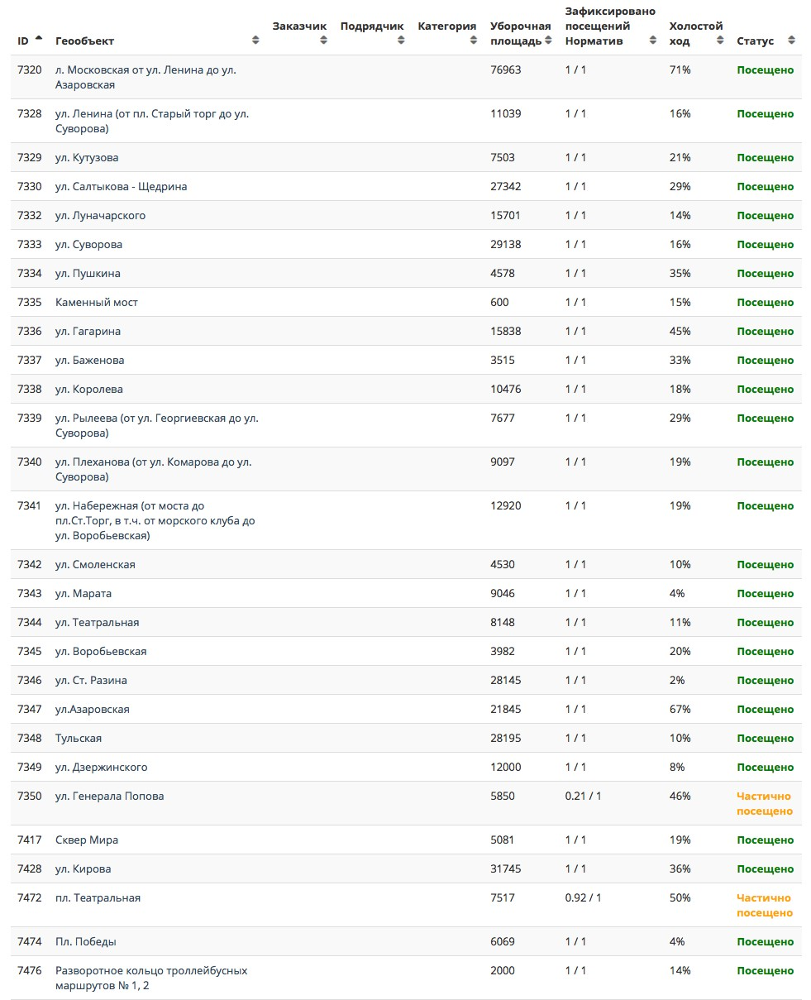 ID Геообъект Заказчик Подрядчик Категория Уборочная площадь Зафиксировано посещений Норматив Холостой ход Статус
7320 л. Московская от ул. Ленина до ул. 76963 1 / 1 71% Посещено
Азаровская
7328 ул. Ленина (от пл. Старый торг до ул. 11039 1 / 1 16% Посещено
Суворова)
7329 ул. Кутузова 7503 1 / 1 21% Посещено
7330 ул. Салтыкова - Щедрина 27342 1 / 1 29% Посещено
7332 ул. Луначарского 15701 1 / 1 14% Посещено
7333 ул. Суворова 29138 1 / 1 16% Посещено
7334 ул. Пушкина 4578 1 / 1 35% Посещено
7335 Каменный мост 600 1 / 1 15% Посещено
7336 ул. Гагарина 15838 1 / 1 45% Посещено
7337 ул. Баженова 3515 1 / 1 33% Посещено
7338 ул. Королева 10476 1 / 1 18% Посещено
7339 ул. Рылеева (от ул. Георгиевская до ул. 7677 1 / 1 29% Посещено
Суворова)
7340 ул. Плеханова (от ул. Комарова до ул. 9097 1 / 1 19% Посещено
Суворова)
7341 ул. Набережная (от моста до 12920 1 / 1 19% Посещено
пл.Ст.Торг, в т.ч. от морского клуба до
ул. Воробьевская)
7342 ул. Смоленская 4530 1 / 1 10% Посещено
7343 ул. Марата 9046 1 / 1 4% Посещено
7344 ул. Театральная 8148 1 / 1 11% Посещено
7345 ул. Воробьевская 3982 1 / 1 20% Посещено
7346 ул. Ст. Разина 28145 1 / 1 2% Посещено
7347 ул.Азаровская 21845 1 / 1 67% Посещено
7348 Тульская 28195 1 / 1 10% Посещено
7349 ул. Дзержинского 12000 1 / 1 8% Посещено
7350 ул. Генерала Попова 5850 0.21 / 1 46% Частично
посещено
7417 Сквер Мира 5081 1 / 1 19% Посещено
7428 ул. Кирова 31745 1 / 1 36% Посещено
7472 пл. Театральная 7517 0.92 / 1 50% Частично
посещено
7474 Пл. Победы 6069 1 / 1 4% Посещено
7476 Разворотное кольцо троллейбусных 2000 1 / 1 14% Посещено
маршрутов № 1, 2